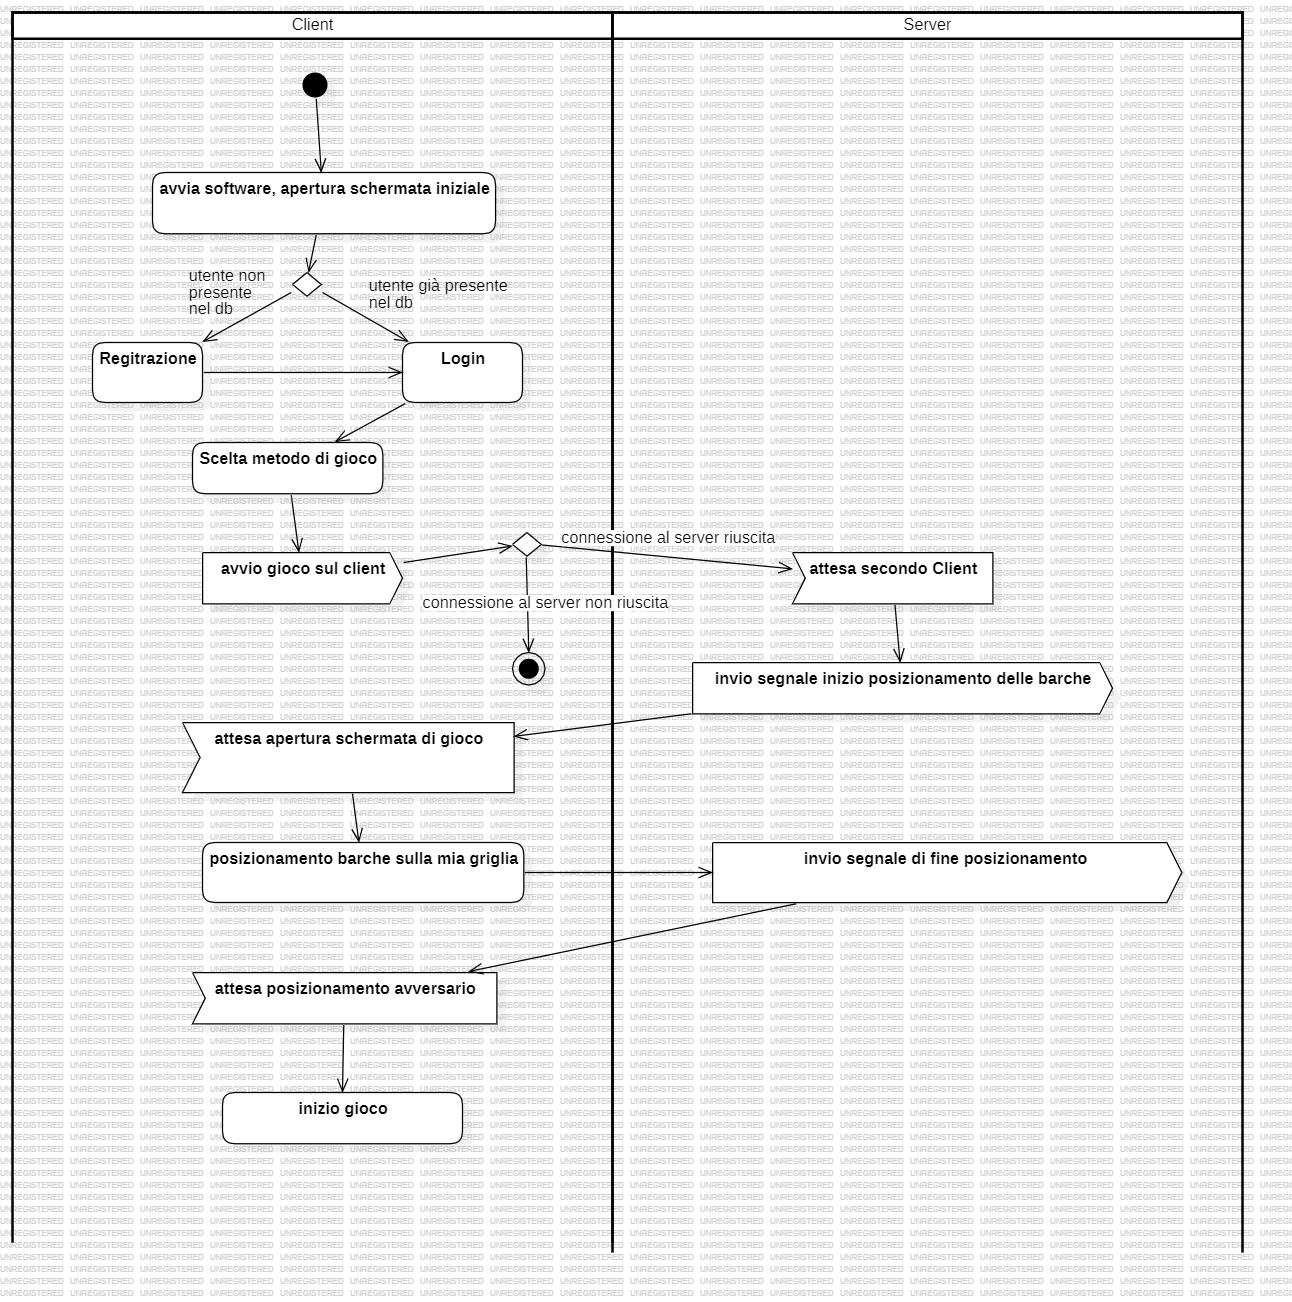 Client
Server
avvia software, apertura schermata iniziale
utente non
presente
nel db
utente già presente
nel db
Regitrazione
Login
Scelta metodo di gioco
connessione al server riuscita
avvio gioco sul client
attesa secondo Client
connessione al server non riuscita
invio segnale inizio posizionamento delle barche
attesa apertura schermata di gioco
posizionamento barche sulla mia griglia
invio segnale di fine posizionamento
attesa posizionamento avversario
inizio gioco
UNREGISTERED